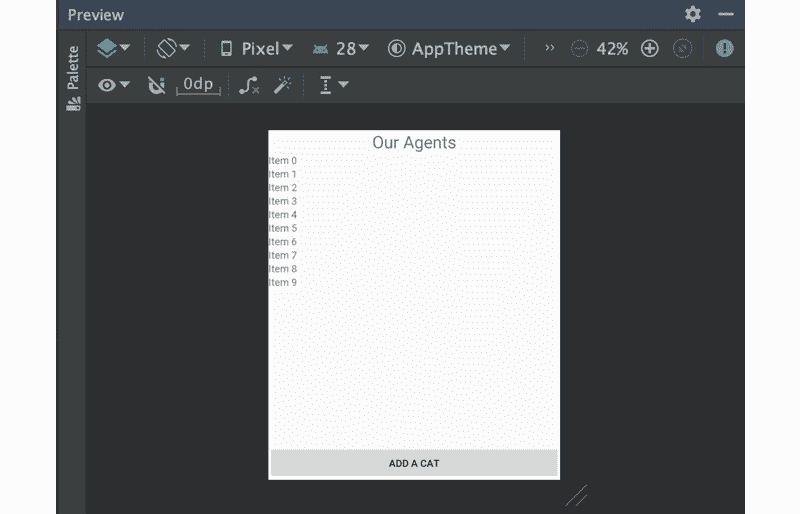 Preview
Palette
Pixel 28 AppTheme 42%
0dp
Our Agents
Item 0
Item 1
Item 2
Item 3
Item 4
Item 5
Item 6
Item 7
Item 8
Item 9
ADD A CAT